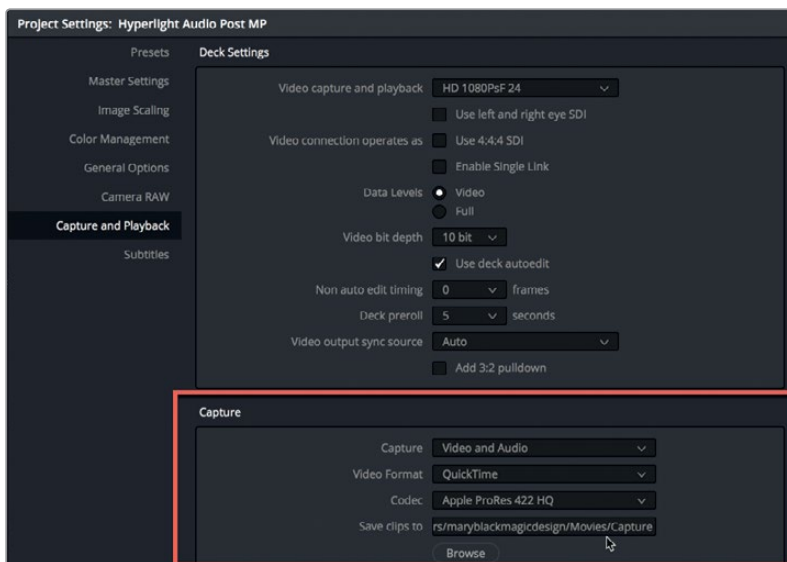 Project Settings: Hyperlight Audio Post MP
Presets
Master Settings
Image Scaling
Color Management
General Options
Camera RAW
Capture and Playback
Subtitles
Deck Settings
Video capture and playback HD 1080PsF 24
Use left and right eye SDI
Video connection operates as Use 4:4:4 SDI
Enable Single Link
Data Levels Video
Full
Video bit depth 10 bit
Use deck autoedit
Non auto edit timing 0 frames
Deck preroll 5 seconds
Video output sync source Auto
Add 3:2 pulldown
Capture
Capture Video and Audio
Video Format QuickTime
Codec Apple ProRes 422 HQ
Save clips to rs/maryblackmagicdesign/Movies/Capture
Browse